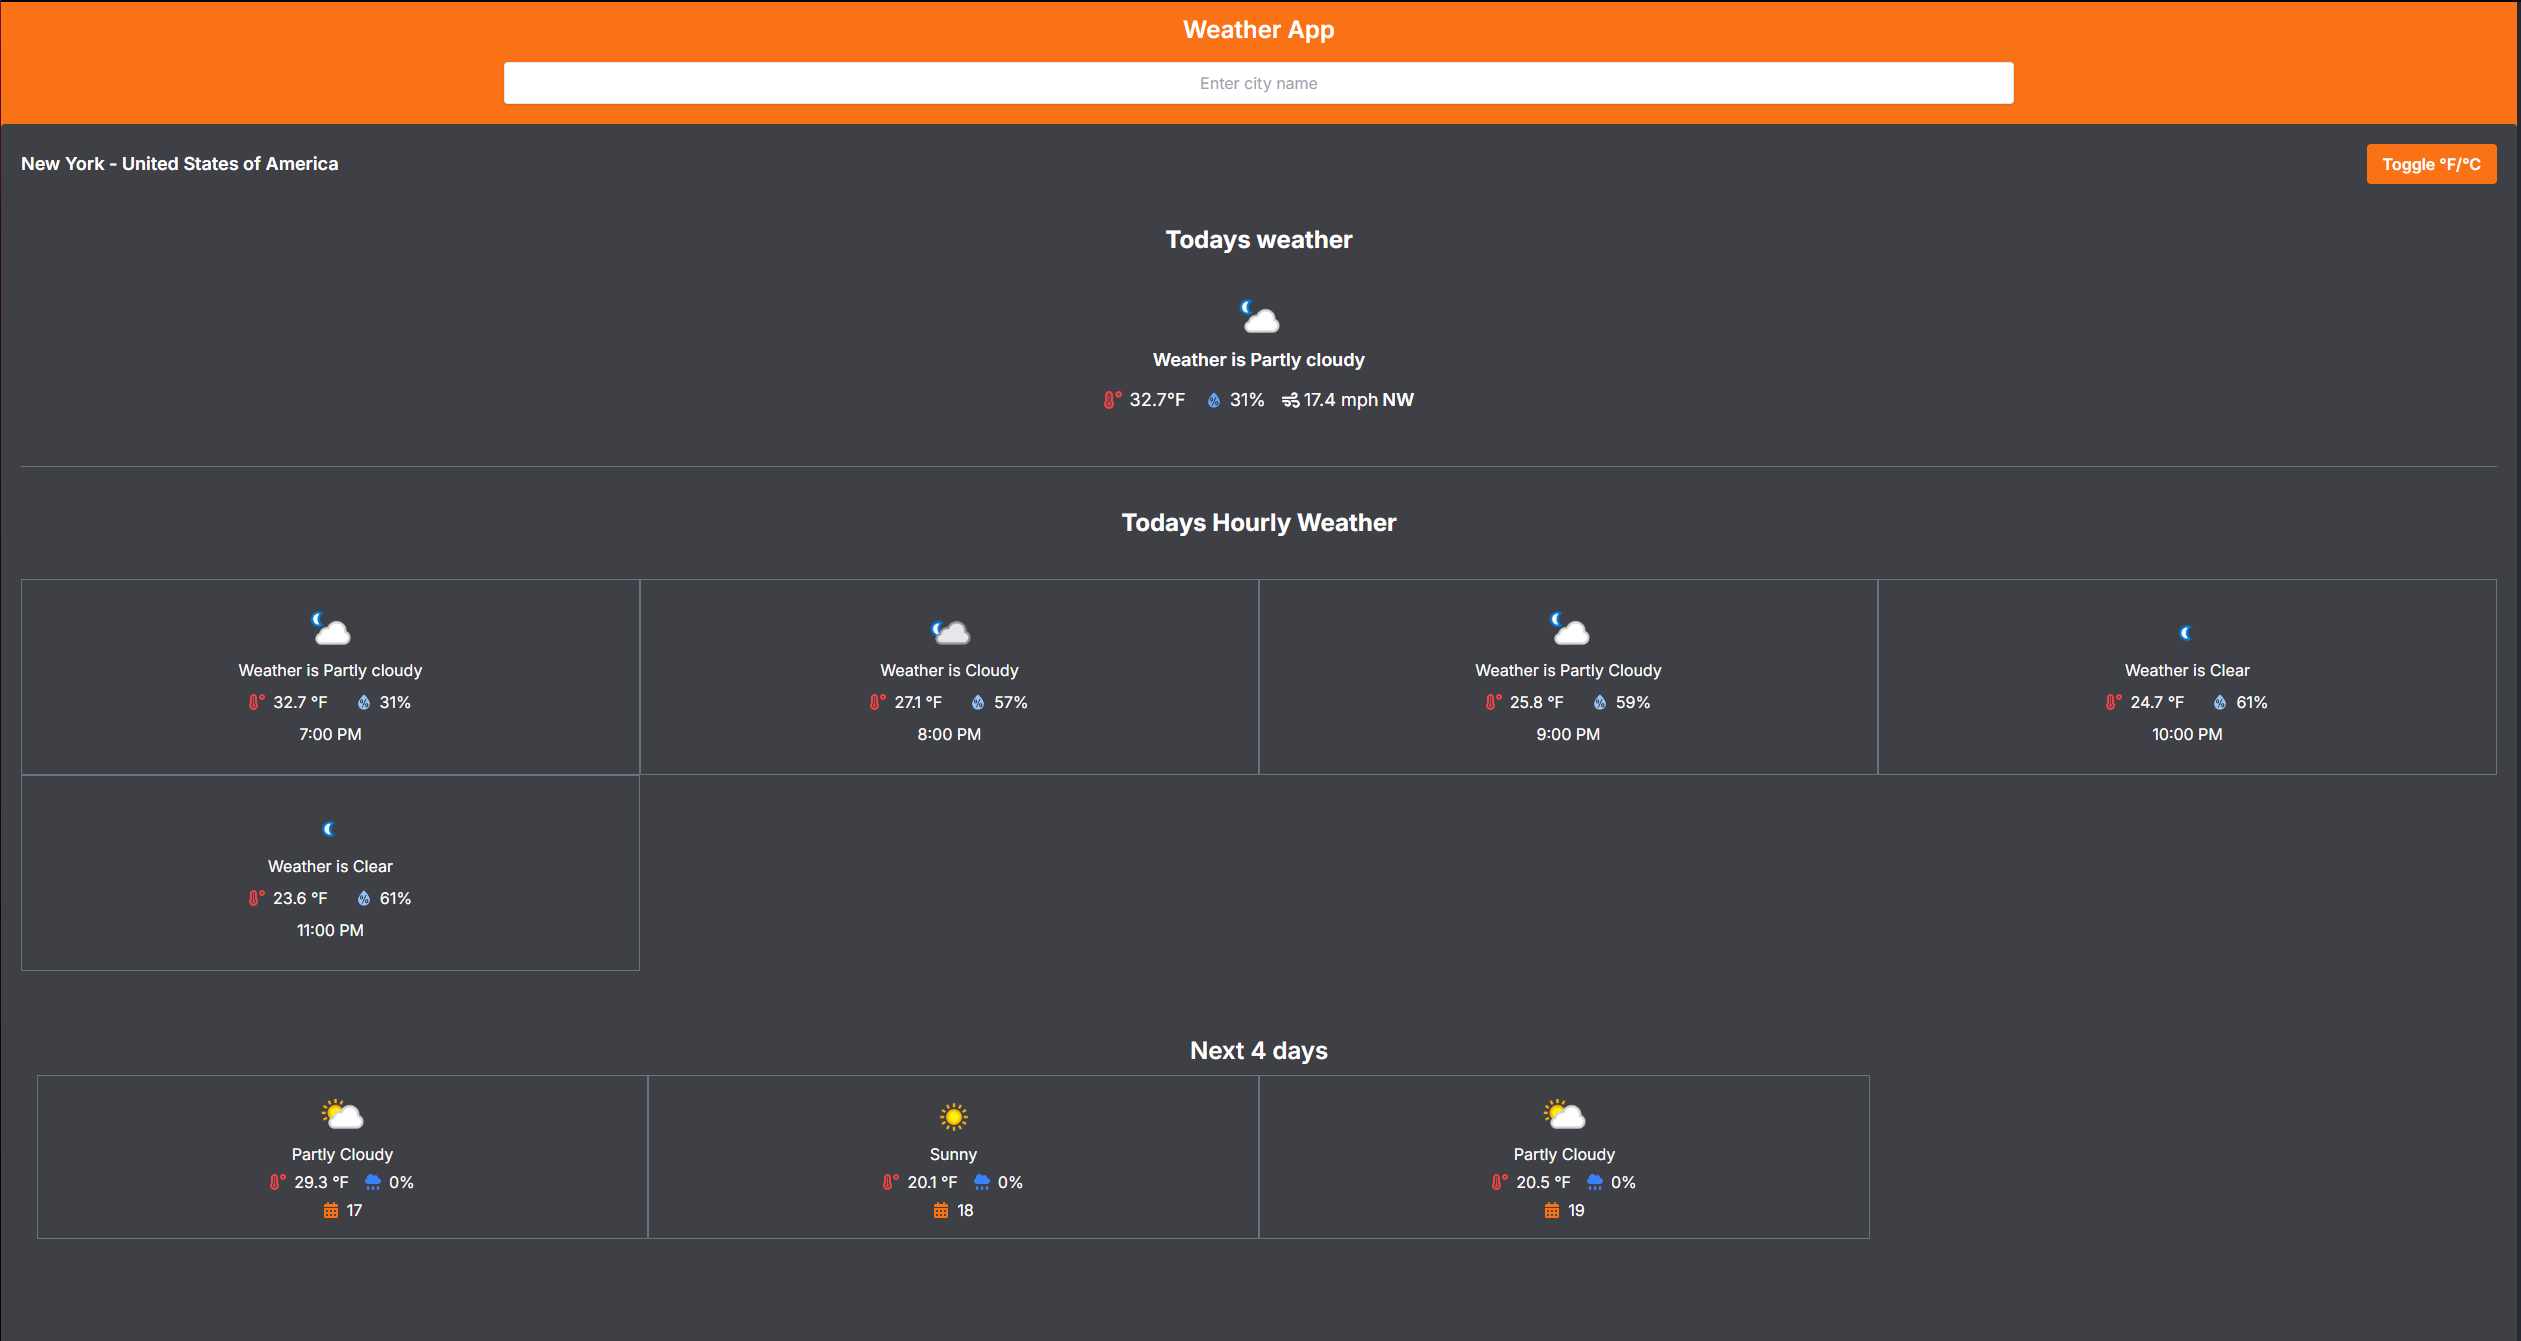 Weather App
Enter city name
New York - United States of America
Toggle °F/°C
Todays weather
Weather is Partly cloudy
32.7°F 31% 17.4 mph NW
Todays Hourly Weather
Weather is Partly cloudy
32.7 °F 31%
7:00 PM
Weather is Cloudy
27.1 °F 57%
8:00 PM
Weather is Partly Cloudy
25.8 °F 59%
9:00 PM
Weather is Clear
24.7 °F 61%
10:00 PM
Weather is Clear
23.6 °F 61%
11:00 PM
Next 4 days
Partly Cloudy
29.3 °F 0%
17
Sunny
20.1 °F 0%
18
Partly Cloudy
20.5 °F 0%
19